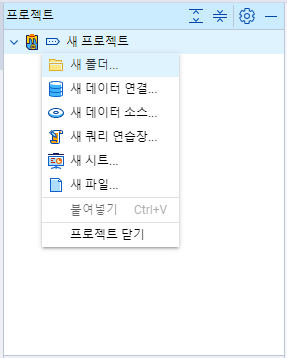 프로젝트
새 프로젝트
새 폴더...
새 데이터 연결...
새 데이터 소스...
새 쿼리 연습장...
새 시트...
새 파일...
붙여넣기 Ctrl+V
프로젝트 닫기